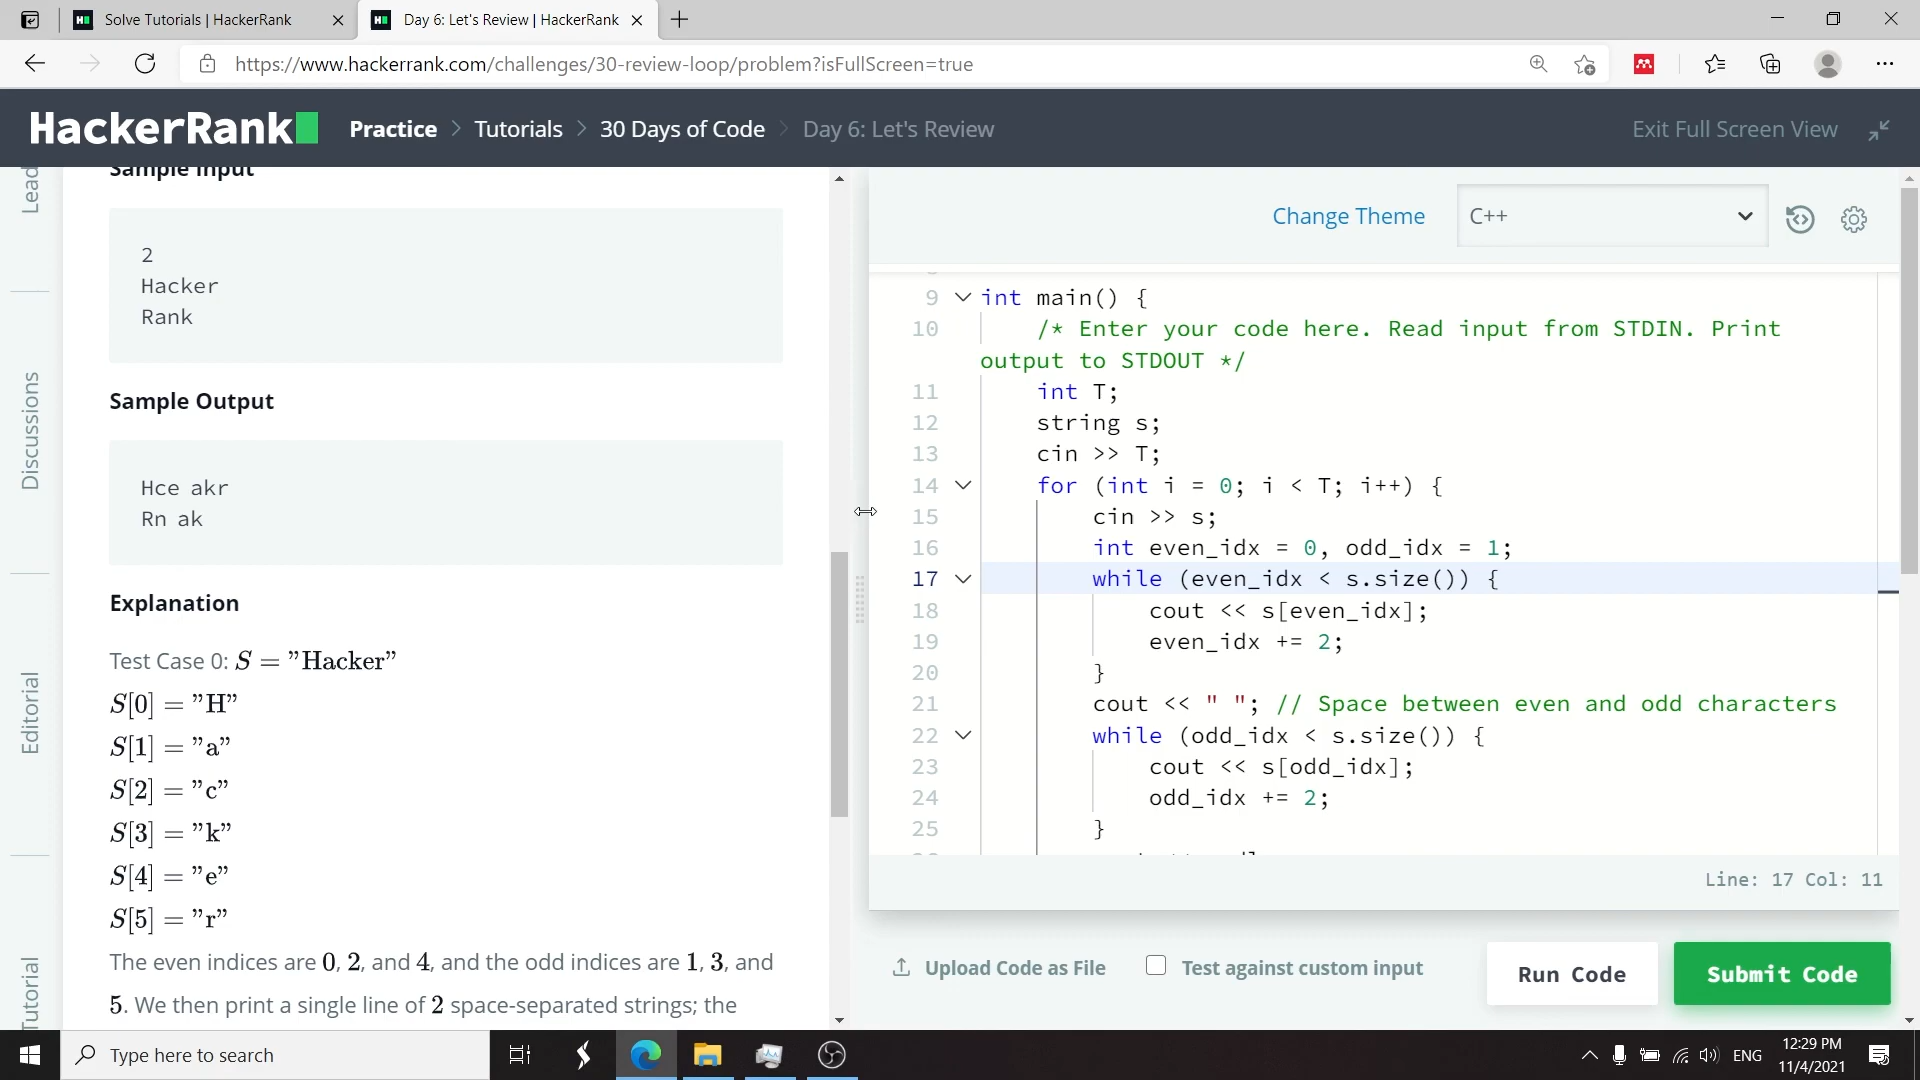 Solve Tutorials | HackerRank
Day 6: Let's Review | HackerRank
https://www.hackerrank.com/challenges/30-review-loop/problem?isFullScreen=true
HackerRank
Practice > Tutorials > 30 Days of Code > Day 6: Let's Review
Exit Full Screen View
Lead
Discussions
Editorial
Tutorial
Sample Input
2
Hacker
Rank
Sample Output
Hce akr
Rn ak
Explanation
Test Case 0: S = "Hacker"
S[0] = "H"
S[1] = "a"
S[2] = "c"
S[3] = "k"
S[4] = "e"
S[5] = "r"
The even indices are 0, 2, and 4, and the odd indices are 1, 3, and
5. We then print a single line of 2 space-separated strings; the
Change Theme
C++
9 int main() {
10 /* Enter your code here. Read input from STDIN. Print
output to STDOUT */
11 int T;
12 string s;
13 cin >> T;
14 for (int i = 0; i < T; i++) {
15 cin >> s;
16 int even_idx = 0, odd_idx = 1;
17 while (even_idx < s.size()) {
18 cout << s[even_idx];
19 even_idx += 2;
20 }
21 cout << " "; // Space between even and odd characters
22 while (odd_idx < s.size()) {
23 cout << s[odd_idx];
24 odd_idx += 2;
25 }
Line: 17 Col: 11
Upload Code as File
Test against custom input
Run Code
Submit Code
Type here to search
ENG
12:29 PM
11/4/2021